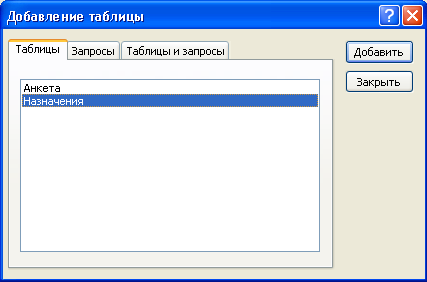 Добавление таблицы
Таблицы Запросы Таблицы и запросы
Добавить
Закрыть
Анкета
Назначения